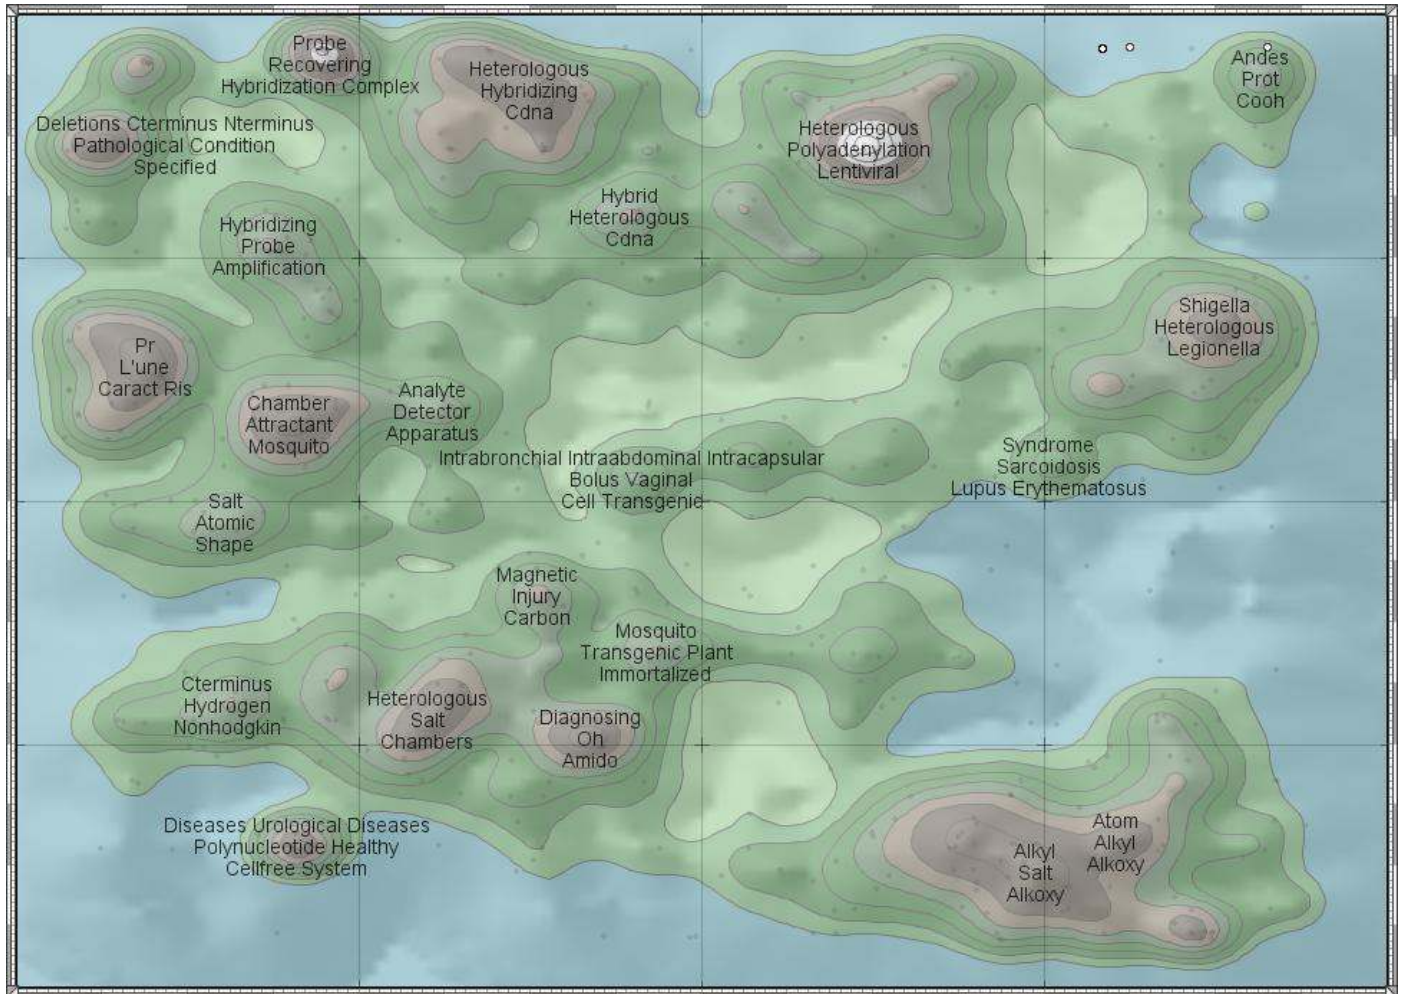 Probe
Recovering
Hybridization Complex
Heterologous
Hybridizing
Cdna
Andes
Prot
Cooh
Deletions Cterminus Nterminus
Pathological Condition
Specified
Heterologous
Polyadenylation
Lentiviral
Hybrid
Heterologous
Cdna
Hybridizing
Probe
Amplification
Shigella
Heterologous
Legionella
Pr
L'une
Caract Ris
Chamber
Attractant
Mosquito
Analyte
Detector
Apparatus
Intrabronchial Intraabdominal Intracapsular
Bolus Vaginal
Cell Transgenic
Syndrome
Sarcoidosis
Lupus Erythematosus
Salt
Atomic
Shape
Magnetic
Injury
Carbon
Mosquito
Transgenic Plant
Immortalized
Cterminus
Hydrogen
Nonhodgkin
Heterologous
Salt
Chambers
Diagnosing
Oh
Amido
Diseases Urological Diseases
Polynucleotide Healthy
Cellfree System
Atom
Alkyl
Alkoxy
Alkyl
Salt
Alkoxy